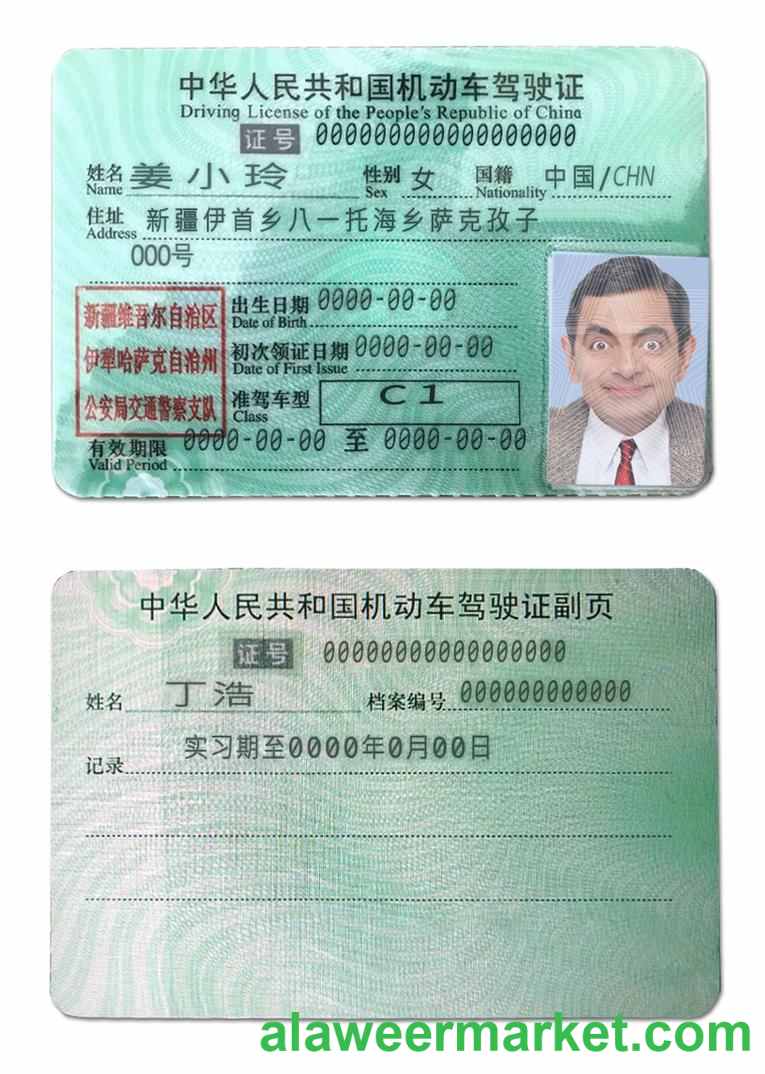 中华人民共和国机动车驾驶证
Driving License of the People's Republic of China
证号 000000000000000000
姓名 姜小玲 性别 女 国籍 中国/CHN
Name Sex Nationality
住址 新疆伊首乡八一托海乡萨克孜子
Address
000号
新疆维吾尔自治区
伊犁哈萨克自治州
公安局交通警察支队
出生日期 0000-00-00
Date of Birth
初次领证日期 0000-00-00
Date of First Issue
准驾车型 C1
Class
有效期限 0000-00-00 至 0000-00-00
Valid Period
中华人民共和国机动车驾驶证副页
证号 00000000000000000
姓名 丁浩 档案编号 000000000000
记录 实习期至0000年0月00日
alaweermarket.com